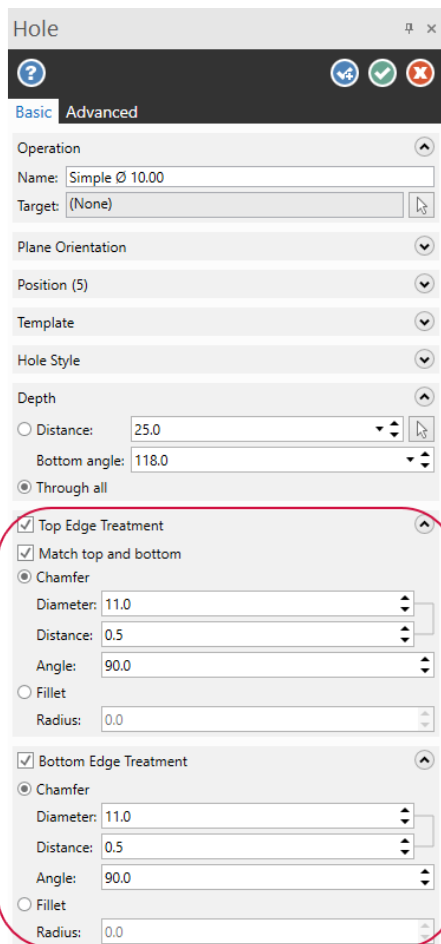 Hole
Basic Advanced
Operation
Name: Simple Ø 10.00
Target: (None)
Plane Orientation
Position (5)
Template
Hole Style
Depth
Distance: 25.0
Bottom angle: 118.0
Through all
Top Edge Treatment
Match top and bottom
Chamfer
Diameter: 11.0
Distance: 0.5
Angle: 90.0
Fillet
Radius: 0.0
Bottom Edge Treatment
Chamfer
Diameter: 11.0
Distance: 0.5
Angle: 90.0
Fillet
Radius: 0.0